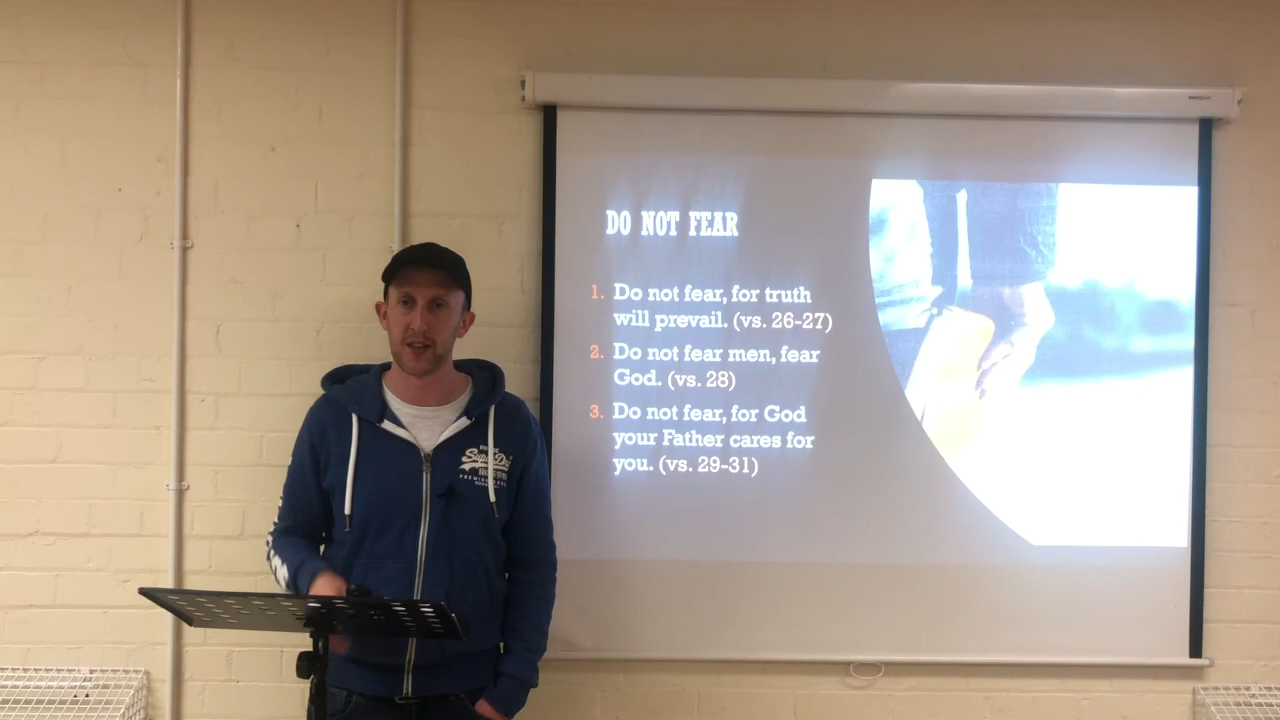 DO NOT FEAR
1. Do not fear, for truth
will prevail. (vs. 26-27)
2. Do not fear men, fear
God. (vs. 28)
3. Do not fear, for God
your Father cares for
you. (vs. 29-31)
SuperDry